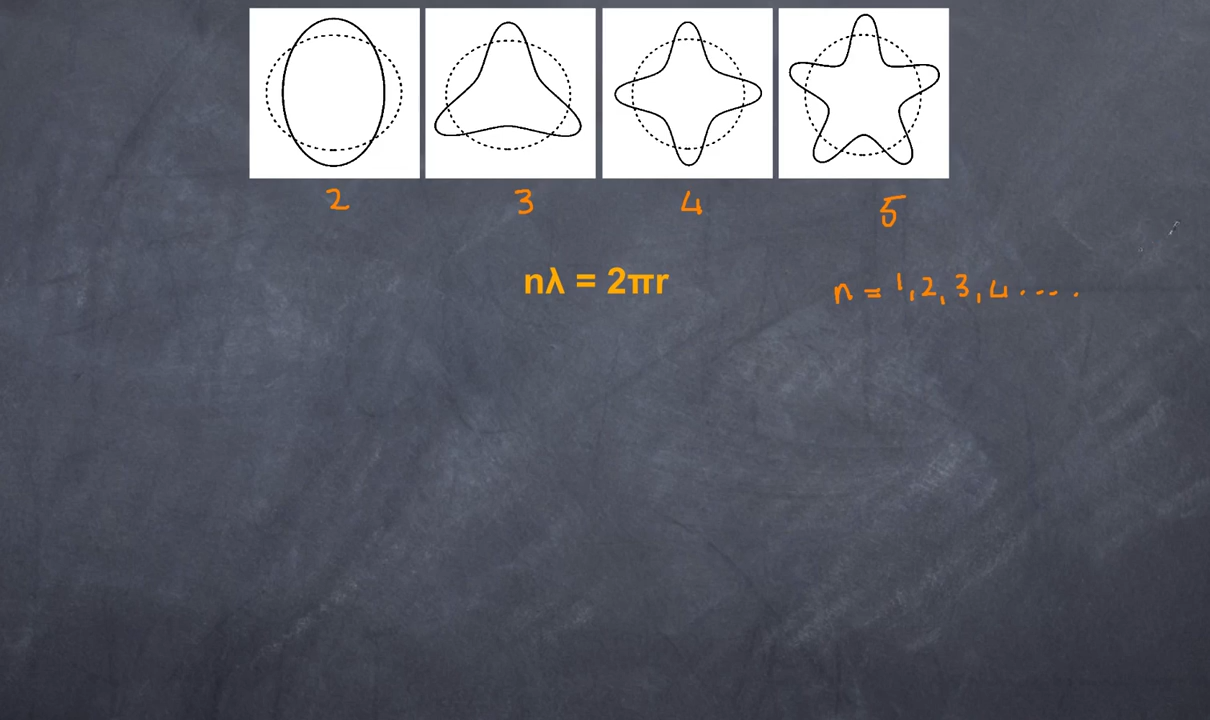 2 3 4 5
nλ = 2πr
n = 1, 2, 3, 4 . . . . .